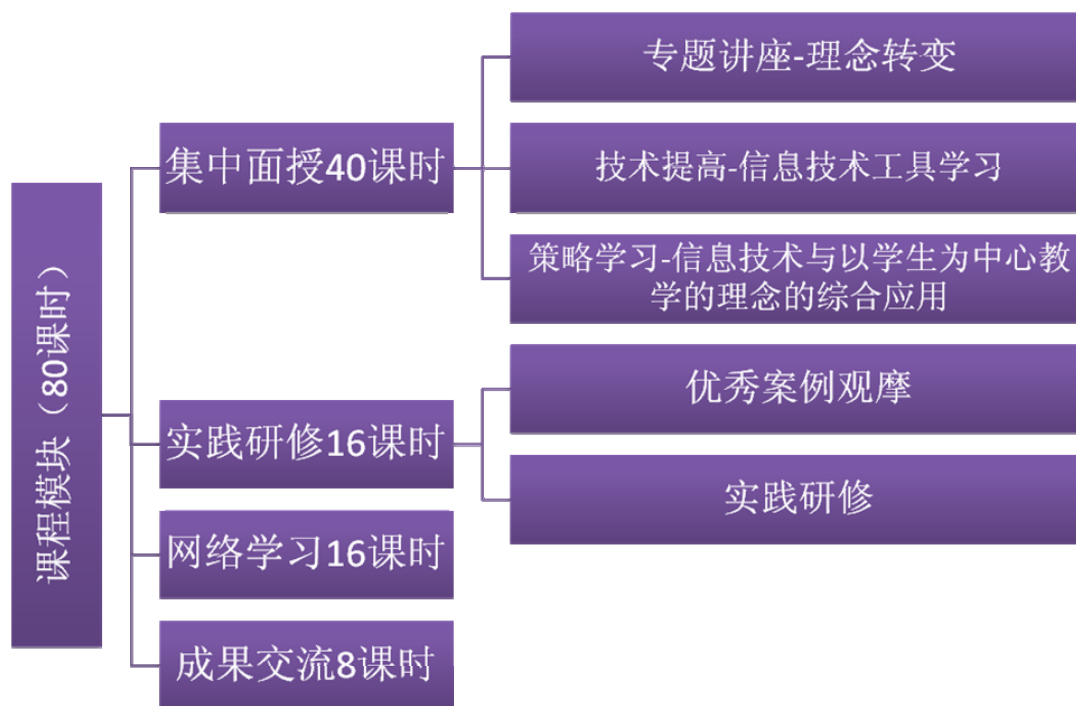 课程模块（80课时）
集中面授40课时
专题讲座-理念转变
技术提高-信息技术工具学习
策略学习-信息技术与以学生为中心教
学的理念的综合应用
实践研修16课时
优秀案例观摩
实践研修
网络学习16课时
成果交流8课时